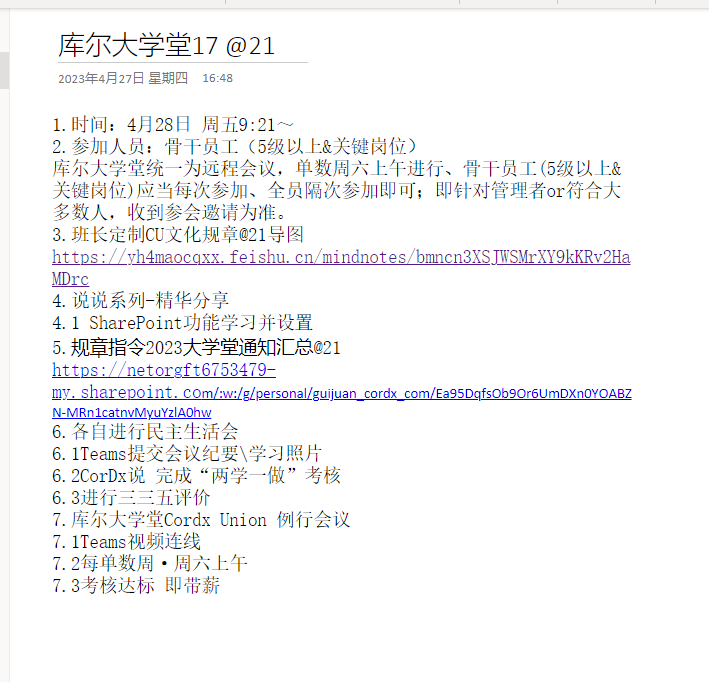 库尔大学堂17 @21
2023年4月27日 星期四 16:48
1.时间：4月28日 周五9:21～
2.参加人员：骨干员工（5级以上&关键岗位）
库尔大学堂统一为远程会议，单数周六上午进行、骨干员工(5级以上&
关键岗位)应当每次参加、全员隔次参加即可；即针对管理者or符合大
多数人，收到参会邀请为准。
3.班长定制CU文化规章@21导图
https://yh4maocqxx.feishu.cn/mindnotes/bmncn3XSJWSMrXY9kKRv2Ha
MDrc
4.说说系列-精华分享
4.1 SharePoint功能学习并设置
5.规章指令2023大学堂通知汇总@21
https://netorgft6753479-
my.sharepoint.com/:w:/g/personal/guijuan_cordx_com/Ea95DqfsOb9Or6UmDXn0YOABZ
N-MRn1catnvMyuYzlA0hw
6.各自进行民主生活会
6.1Teams提交会议纪要\学习照片
6.2CorDx说 完成“两学一做”考核
6.3进行三三五评价
7.库尔大学堂Cordx Union 例行会议
7.1Teams视频连线
7.2每单数周·周六上午
7.3考核达标 即带薪